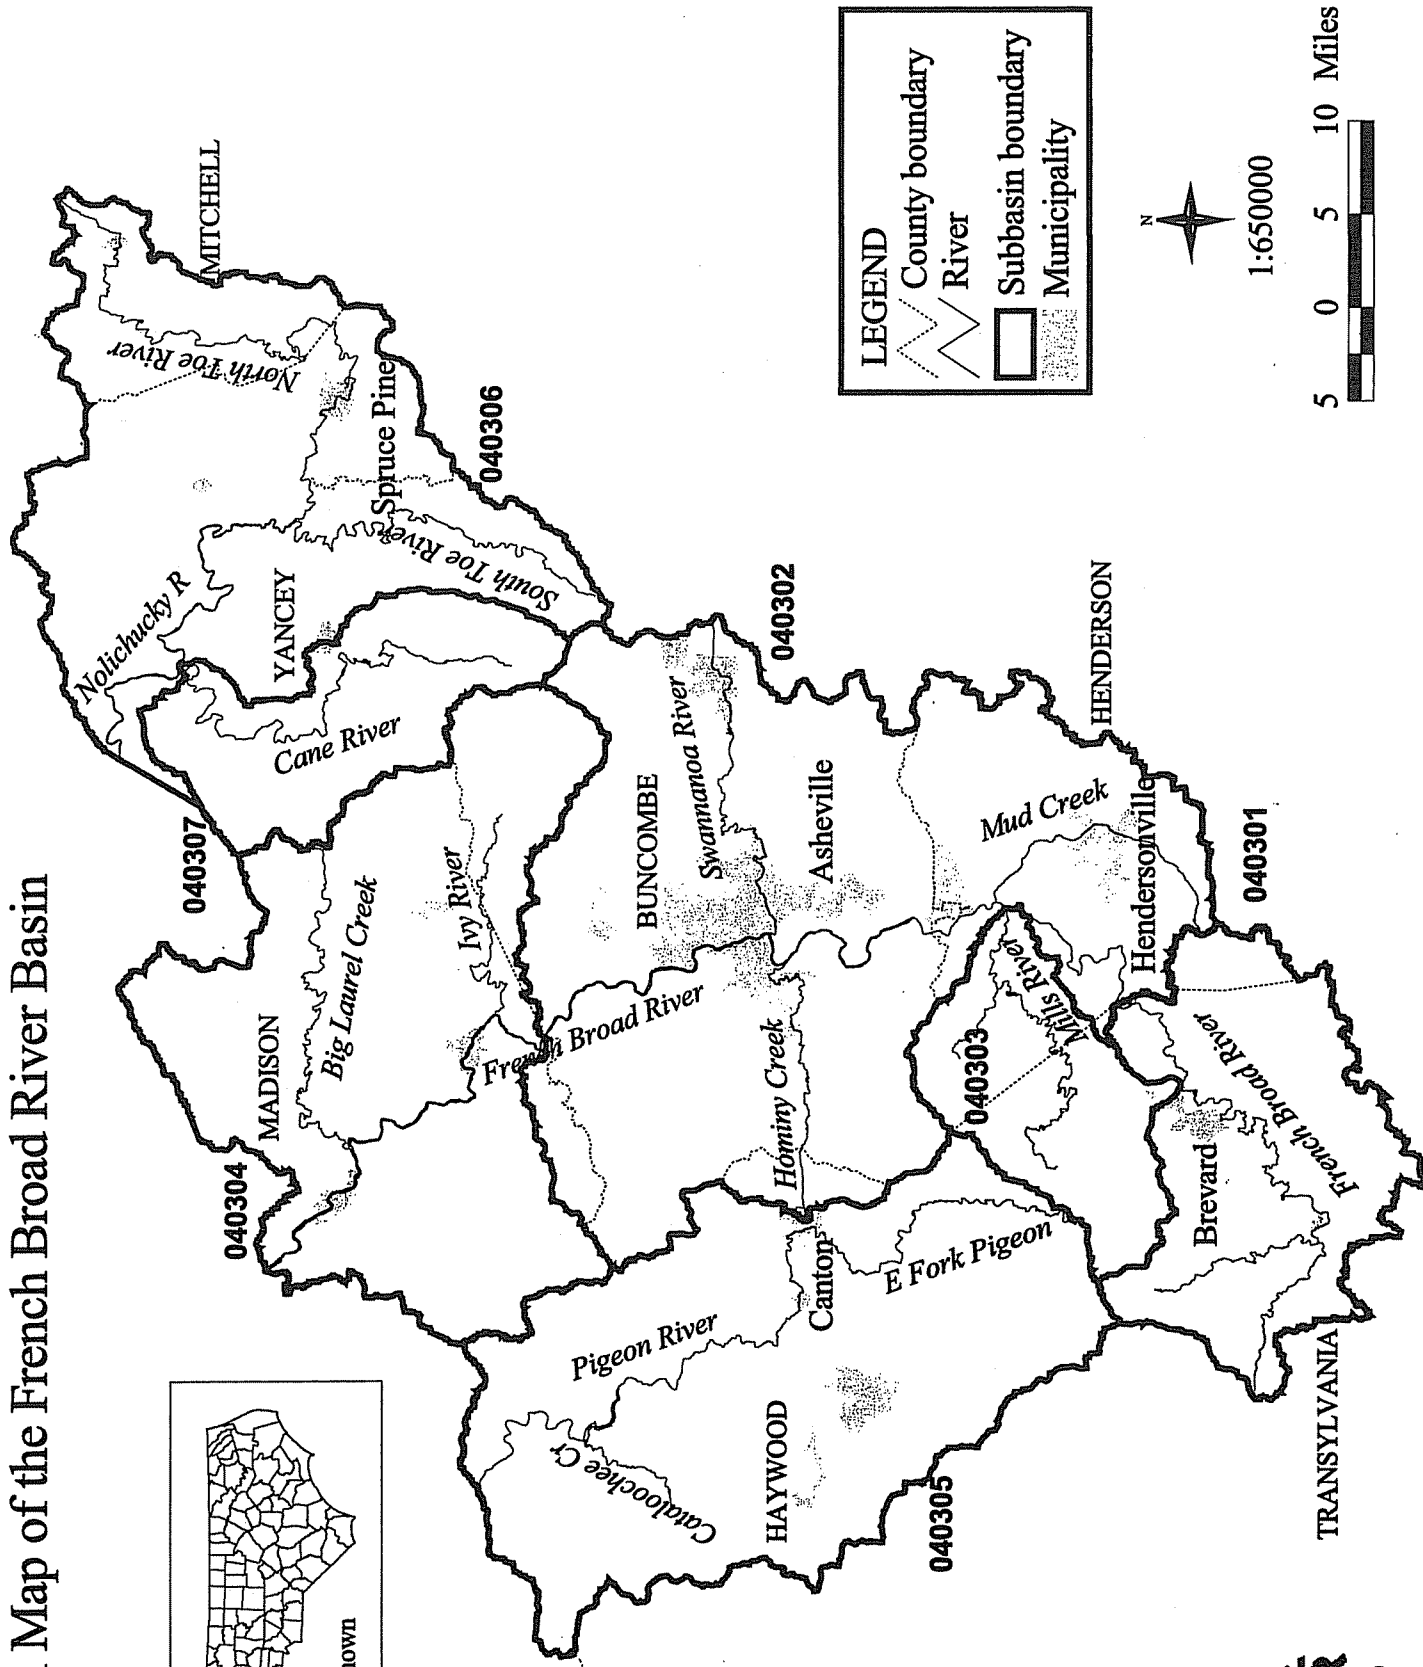 Map of the French Broad River Basin
MITCHELL
North Toe River
Spruce Pine
040306
South Toe River
Nolichucky R
YANCEY
Cane River
040307
MADISON
Big Laurel Creek
Ivy River
040304
French Broad River
BUNCOMBE
Swannanoa River
Asheville
040302
Hominy Creek
HENDERSON
Mud Creek
Hendersonville
040301
Mills River
040303
French Broad River
Brevard
TRANSYLVANIA
E Fork Pigeon
Canton
Pigeon River
Cataloochee Cr
HAYWOOD
040305
LEGEND
County boundary
River
Subbasin boundary
Municipality
N
1:650000
5 0 5 10 Miles